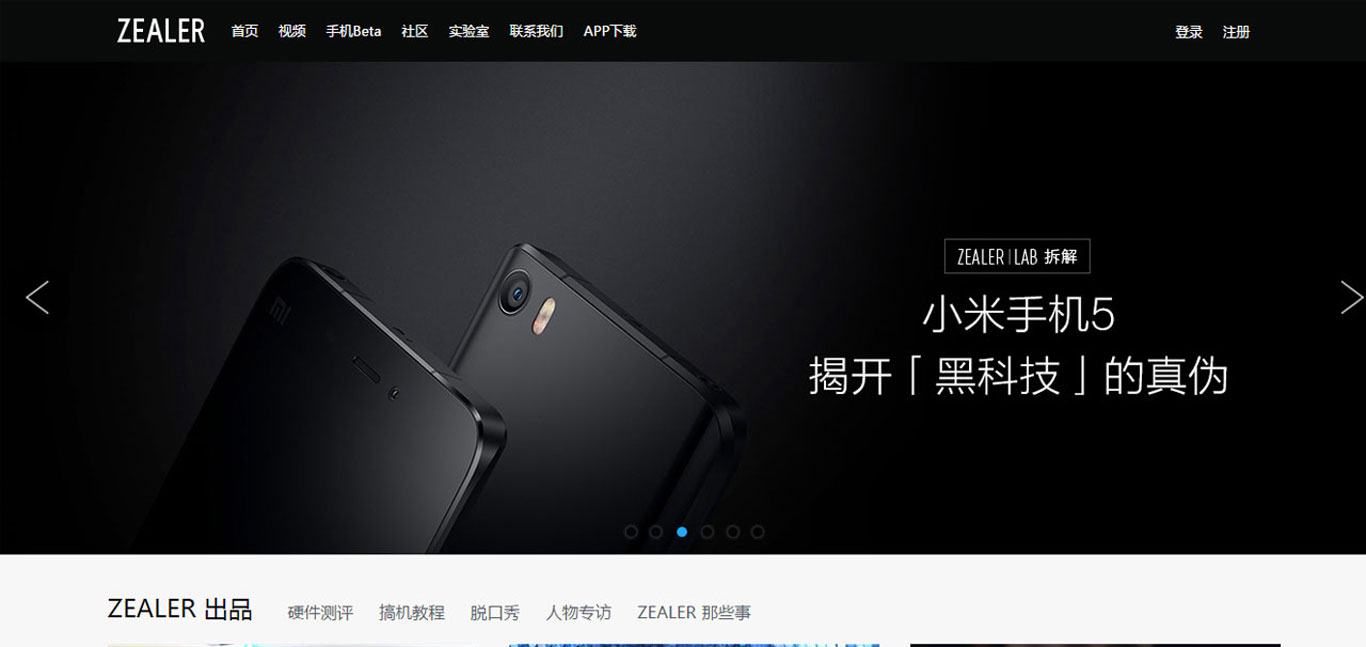 ZEALER 首页 视频 手机Beta 社区 实验室 联系我们 APP下载 登录 注册
ZEALER|LAB 拆解
小米手机5
揭开「黑科技」的真伪
ZEALER 出品 硬件测评 搞机教程 脱口秀 人物专访 ZEALER 那些事